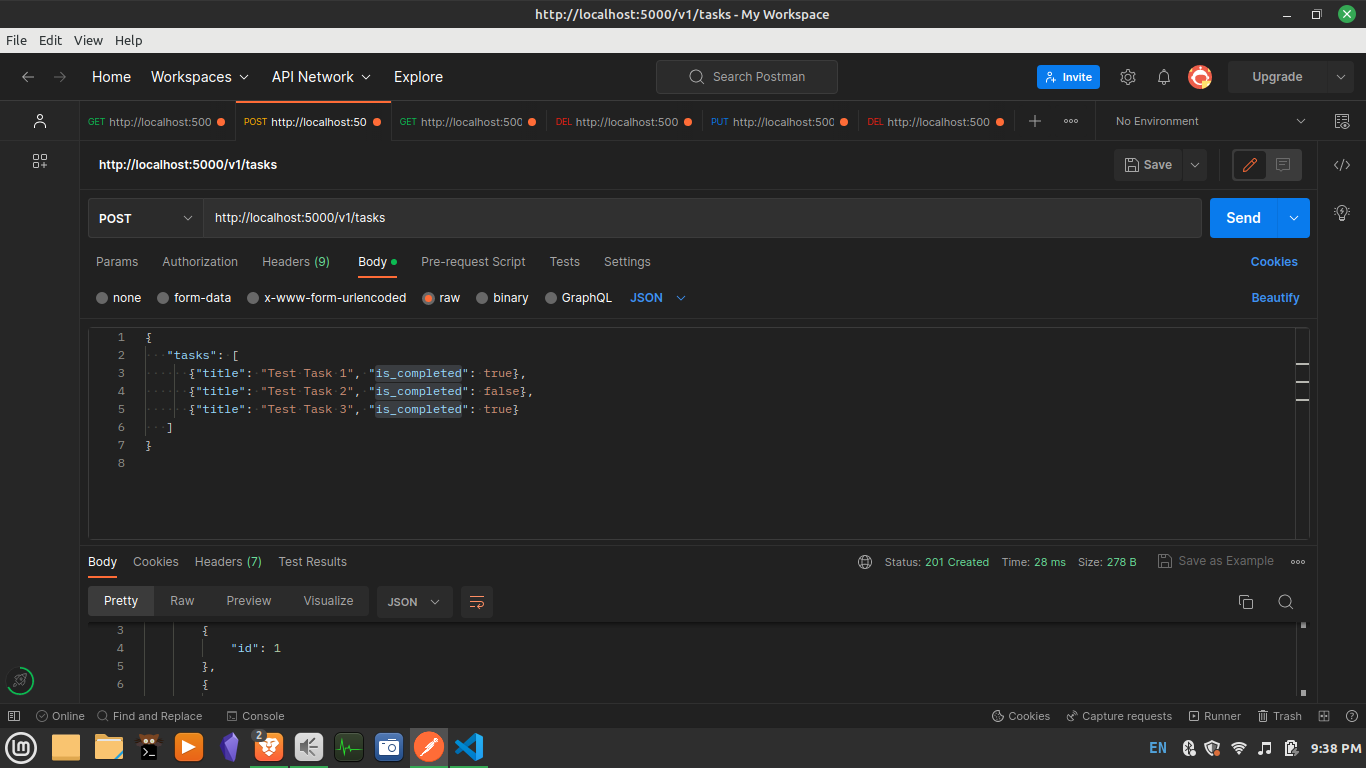 http://localhost:5000/v1/tasks - My Workspace
File Edit View Help
Home Workspaces API Network Explore
Search Postman
Invite
Upgrade
GET http://localhost:500
POST http://localhost:50
GET http://localhost:500
DEL http://localhost:500
PUT http://localhost:500
DEL http://localhost:500
No Environment
http://localhost:5000/v1/tasks
Save
POST http://localhost:5000/v1/tasks
Send
Params Authorization Headers (9) Body Pre-request Script Tests Settings
Cookies
none form-data x-www-form-urlencoded raw binary GraphQL JSON
Beautify
1 {
2 "tasks": [
3 {"title": "Test Task 1", "is_completed": true},
4 {"title": "Test Task 2", "is_completed": false},
5 {"title": "Test Task 3", "is_completed": true}
6 ]
7 }
8
Body Cookies Headers (7) Test Results
Status: 201 Created Time: 28 ms Size: 278 B
Save as Example
Pretty Raw Preview Visualize JSON
3 {
4 "id": 1
5 },
6 {
Online Find and Replace Console
Cookies Capture requests Runner Trash
2
EN
9:38 PM